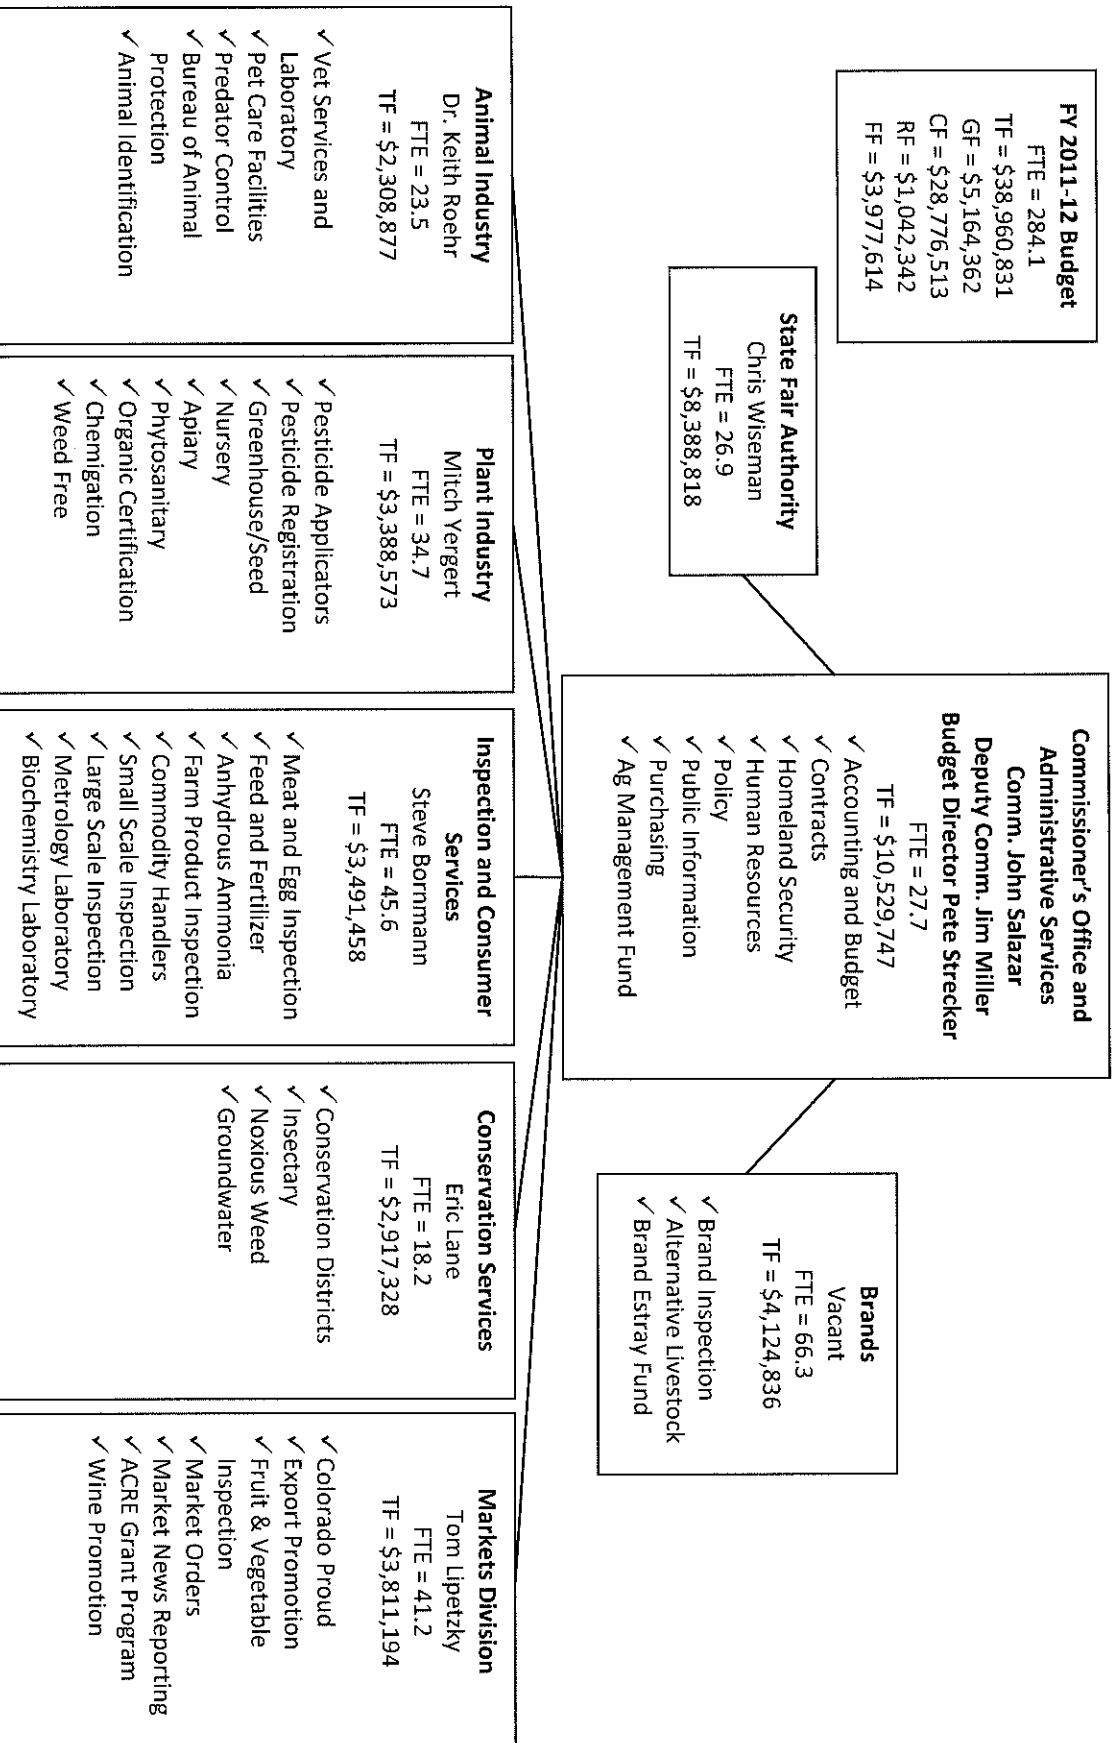 FY 2011-12 Budget
FTE = 284.1
TF = $38,960,831
GF = $5,164,362
CF = $28,776,513
RF = $1,042,342
FF = $3,977,614
Commissioner's Office and
Administrative Services
Comm. John Salazar
Deputy Comm. Jim Miller
Budget Director Pete Strecker
FTE = 27.7
TF = $10,529,747
✓ Accounting and Budget
✓ Contracts
✓ Homeland Security
✓ Human Resources
✓ Policy
✓ Public Information
✓ Purchasing
✓ Ag Management Fund
State Fair Authority
Chris Wiseman
FTE = 26.9
TF = $8,388,818
Brands
Vacant
FTE = 66.3
TF = $4,124,836
✓ Brand Inspection
✓ Alternative Livestock
✓ Brand Estray Fund
Animal Industry
Dr. Keith Roehr
FTE = 23.5
TF = $2,308,877
✓ Vet Services and
Laboratory
✓ Pet Care Facilities
✓ Predator Control
✓ Bureau of Animal
Protection
✓ Animal Identification
Plant Industry
Mitch Yergert
FTE = 34.7
TF = $3,388,573
✓ Pesticide Applicators
✓ Pesticide Registration
✓ Greenhouse/Seed
✓ Nursery
✓ Apiary
✓ Phytosanitary
✓ Organic Certification
✓ Chemigation
✓ Weed Free
Inspection and Consumer
Services
Steve Bornmann
FTE = 45.6
TF = $3,491,458
✓ Meat and Egg Inspection
✓ Feed and Fertilizer
✓ Anhydrous Ammonia
✓ Farm Product Inspection
✓ Commodity Handlers
✓ Small Scale Inspection
✓ Large Scale Inspection
✓ Metrology Laboratory
✓ Biochemistry Laboratory
Conservation Services
Eric Lane
FTE = 18.2
TF = $2,917,328
✓ Conservation Districts
✓ Insectary
✓ Noxious Weed
✓ Groundwater
Markets Division
Tom Lipetzky
FTE = 41.2
TF = $3,811,194
✓ Colorado Proud
✓ Export Promotion
✓ Fruit & Vegetable
Inspection
✓ Market Orders
✓ Market News Reporting
✓ ACRE Grant Program
✓ Wine Promotion